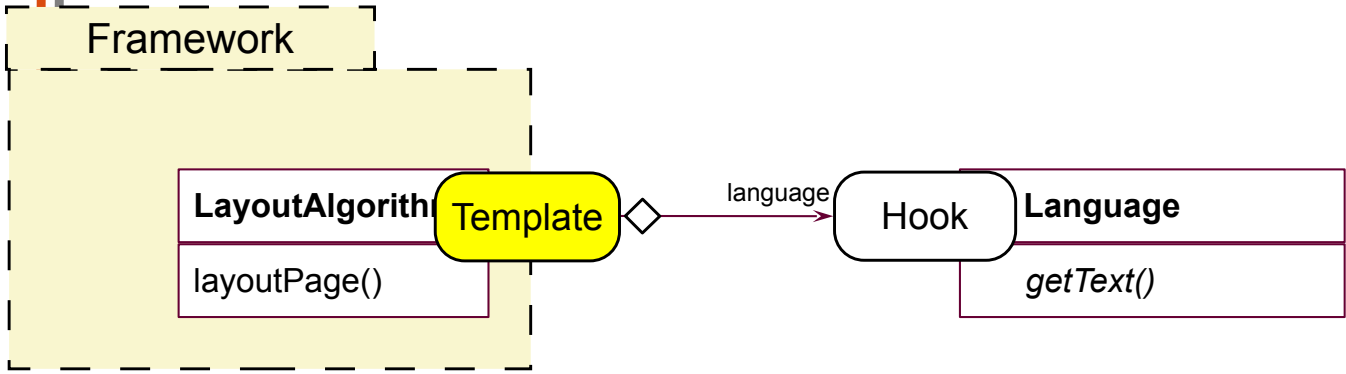 Framework
LayoutAlgorith
Template
language
Hook
Language
layoutPage()
getText()